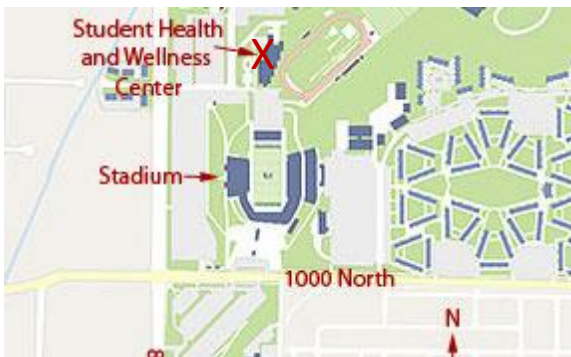 Student Health
and Wellness
Center
X
Stadium
1000 North
N